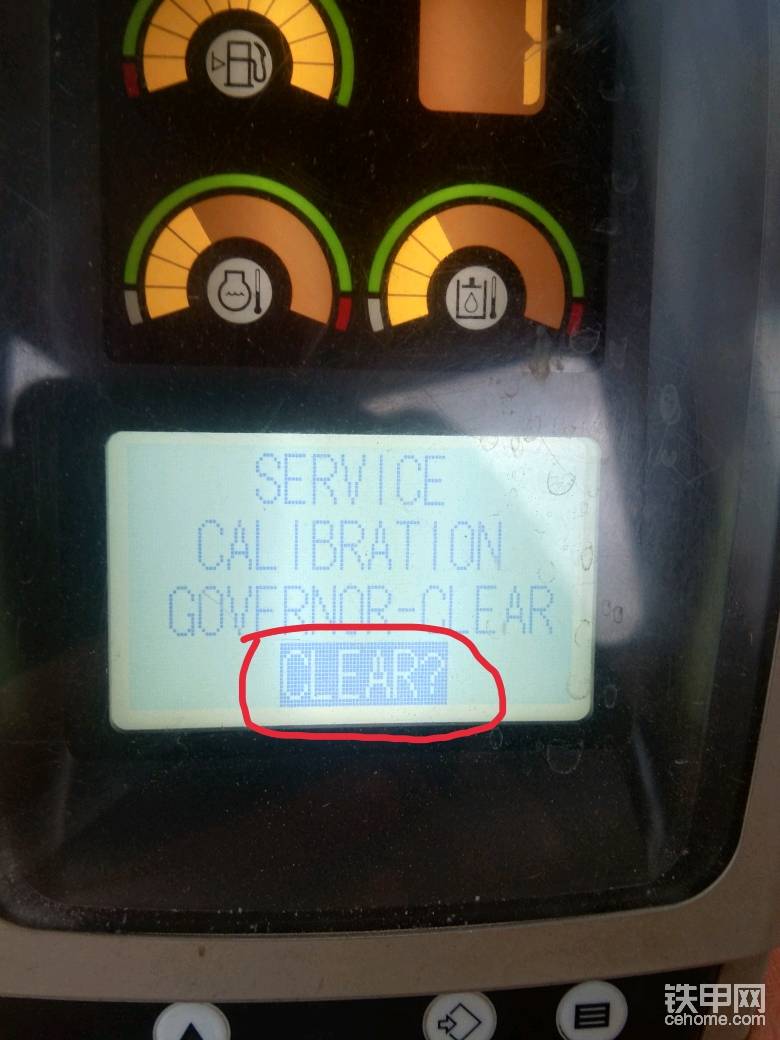 SERVICE
CALIBRATION
GOVERNOR-CLEAR
CLEAR?
铁甲网
cehome.com